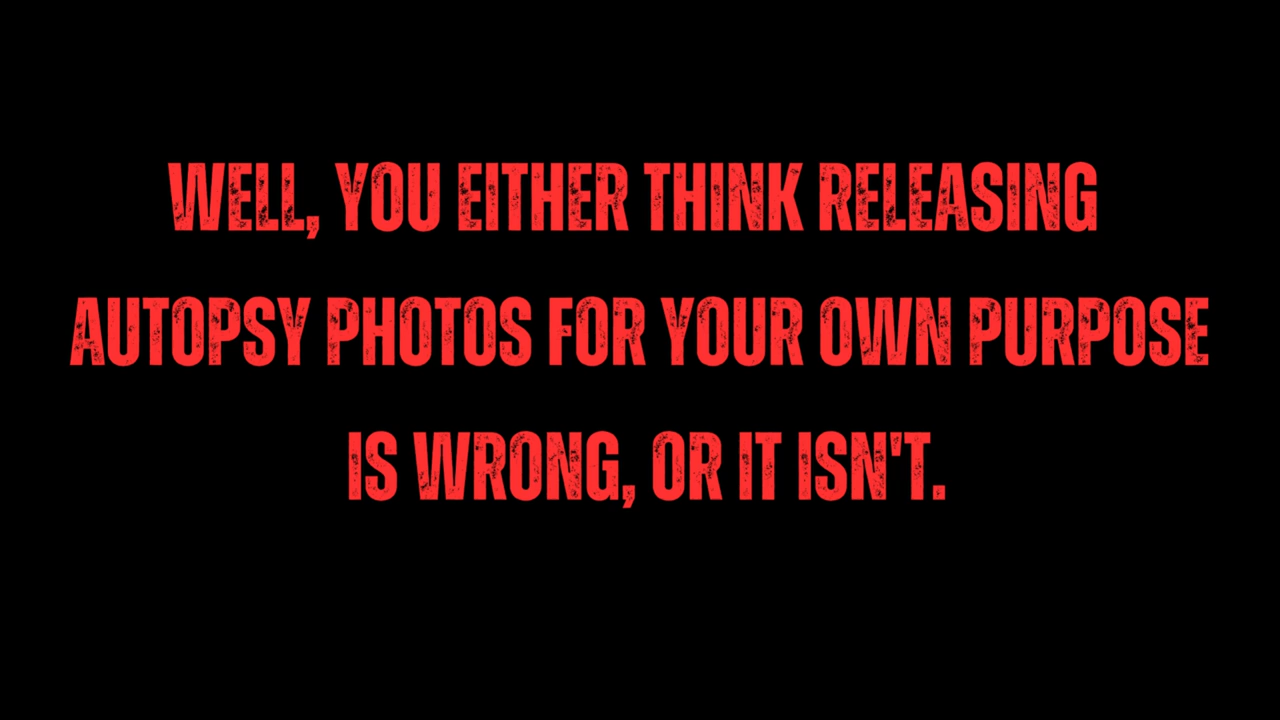 WELL, YOU EITHER THINK RELEASING
AUTOPSY PHOTOS FOR YOUR OWN PURPOSE
IS WRONG, OR IT ISN'T.